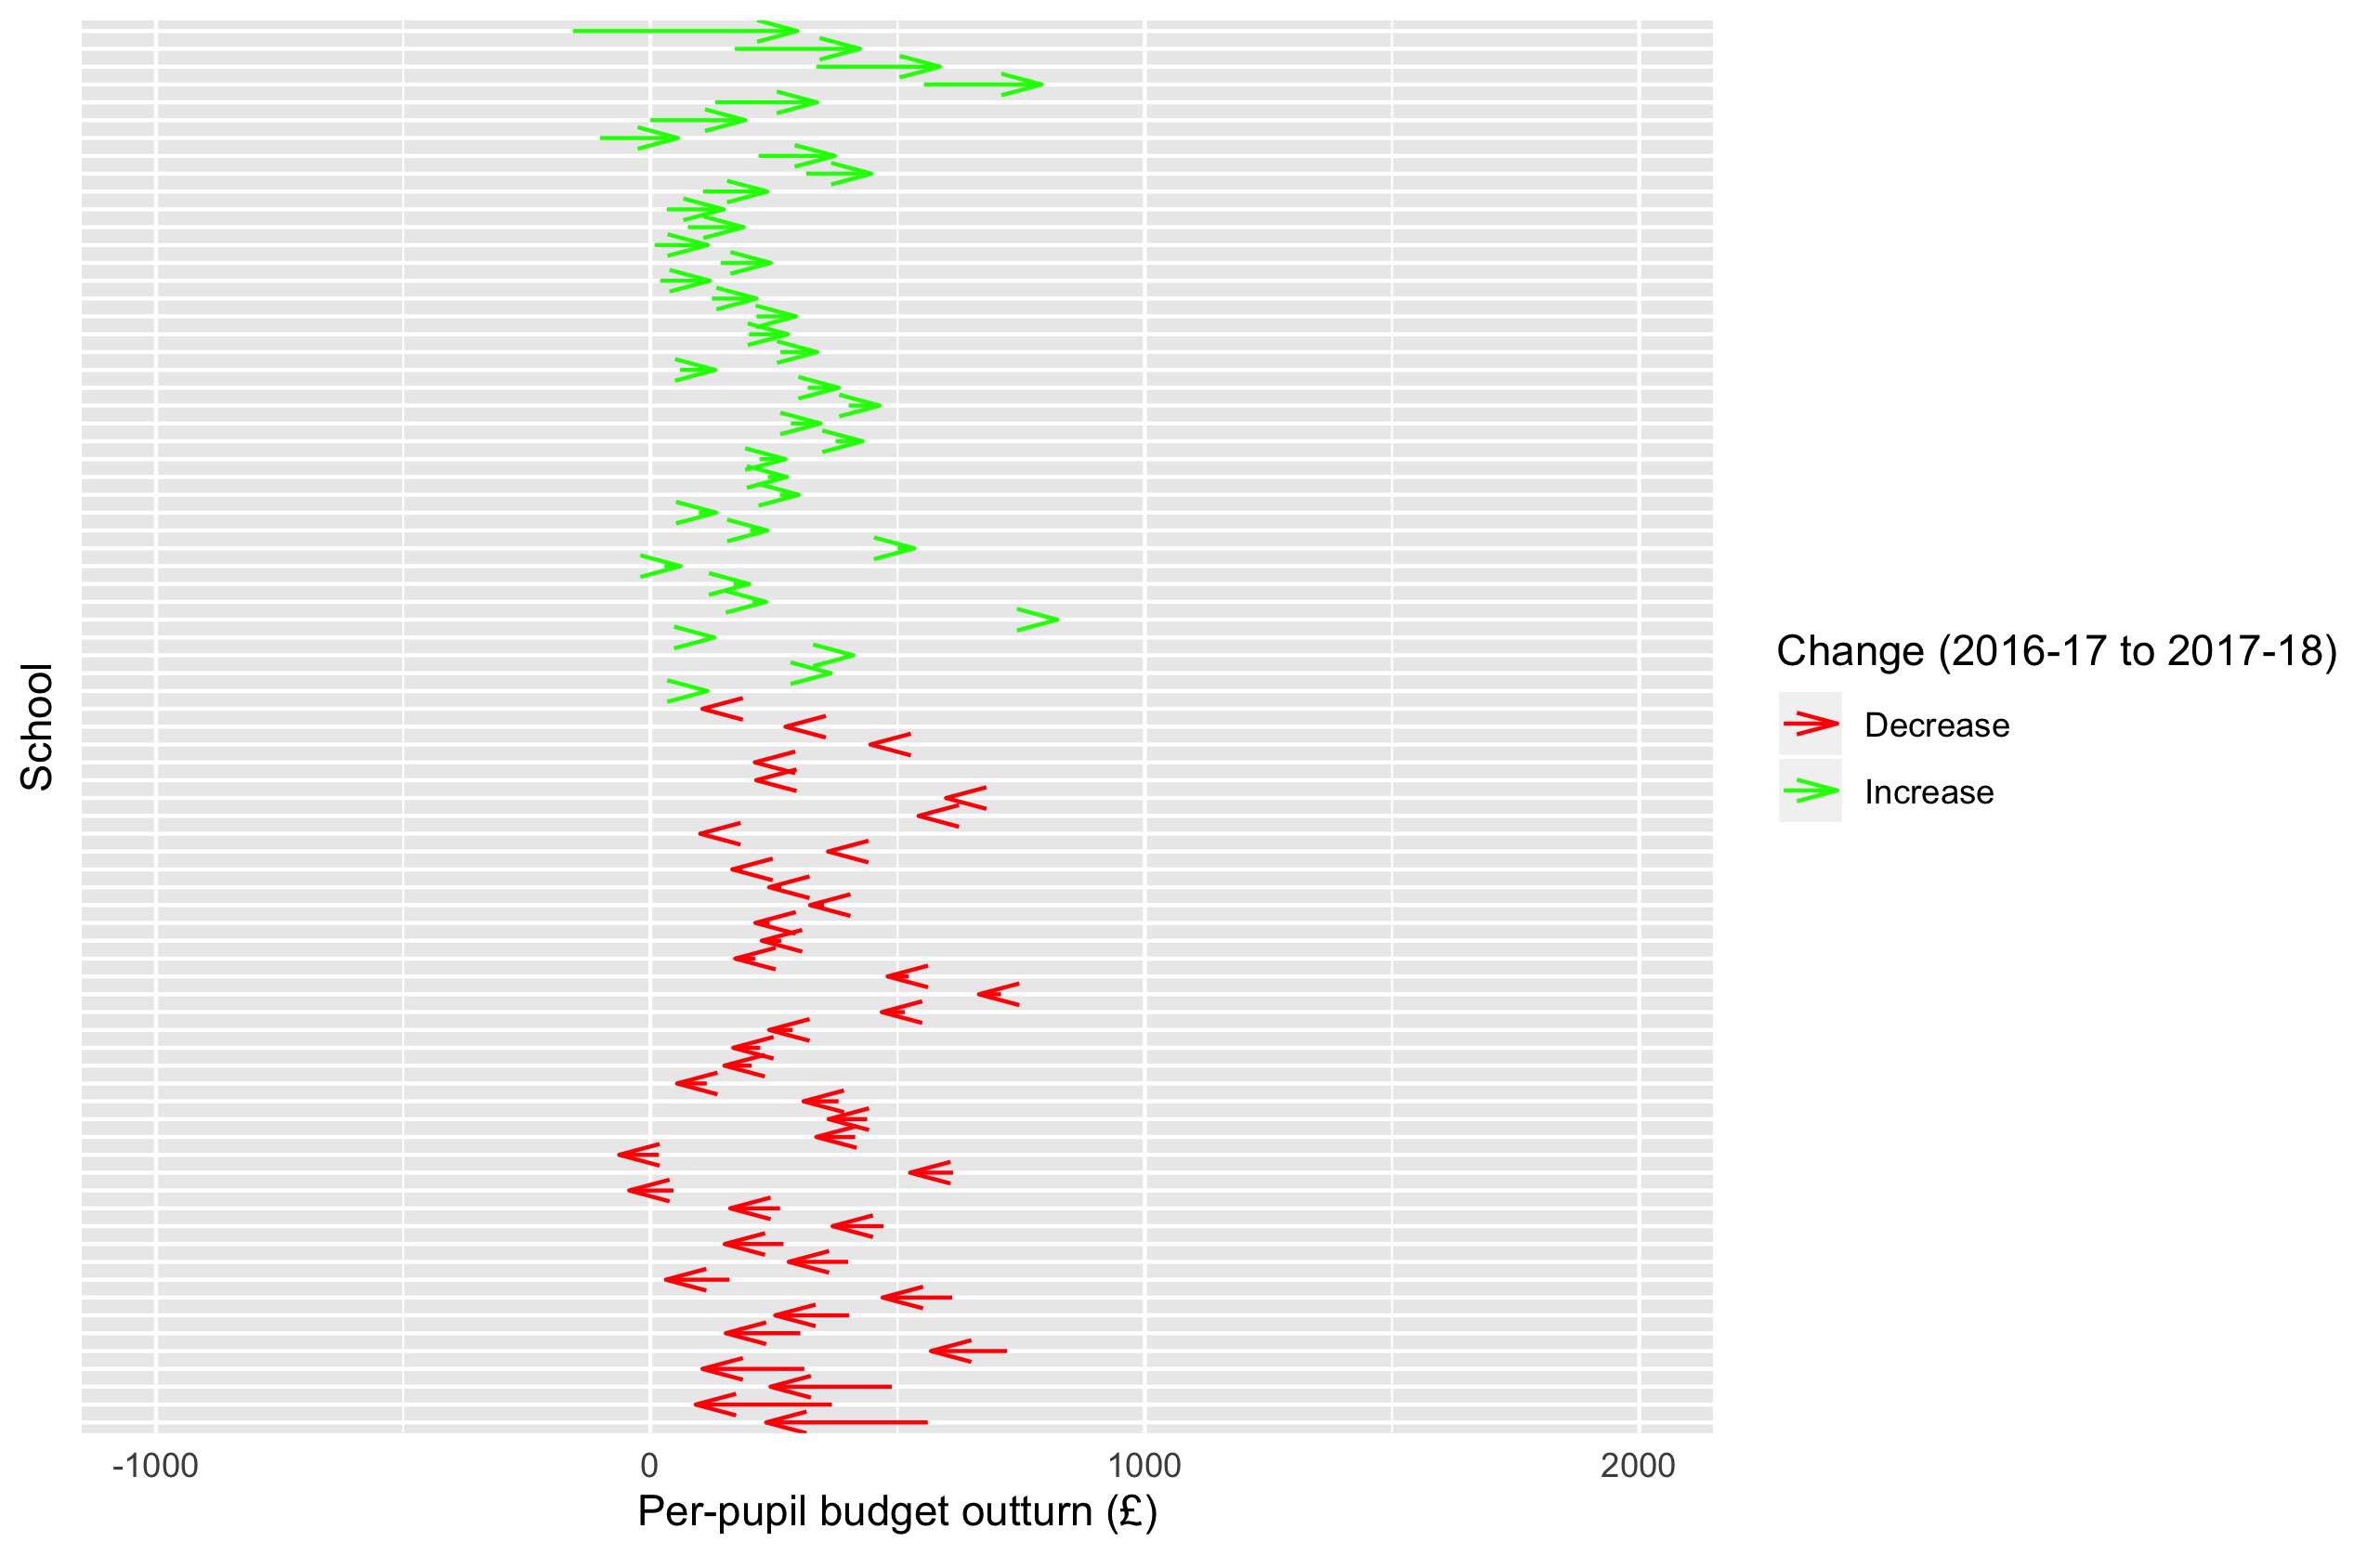 School
-1000
0
1000
2000
Per-pupil budget outturn (£)
Change (2016-17 to 2017-18)
Decrease
Increase